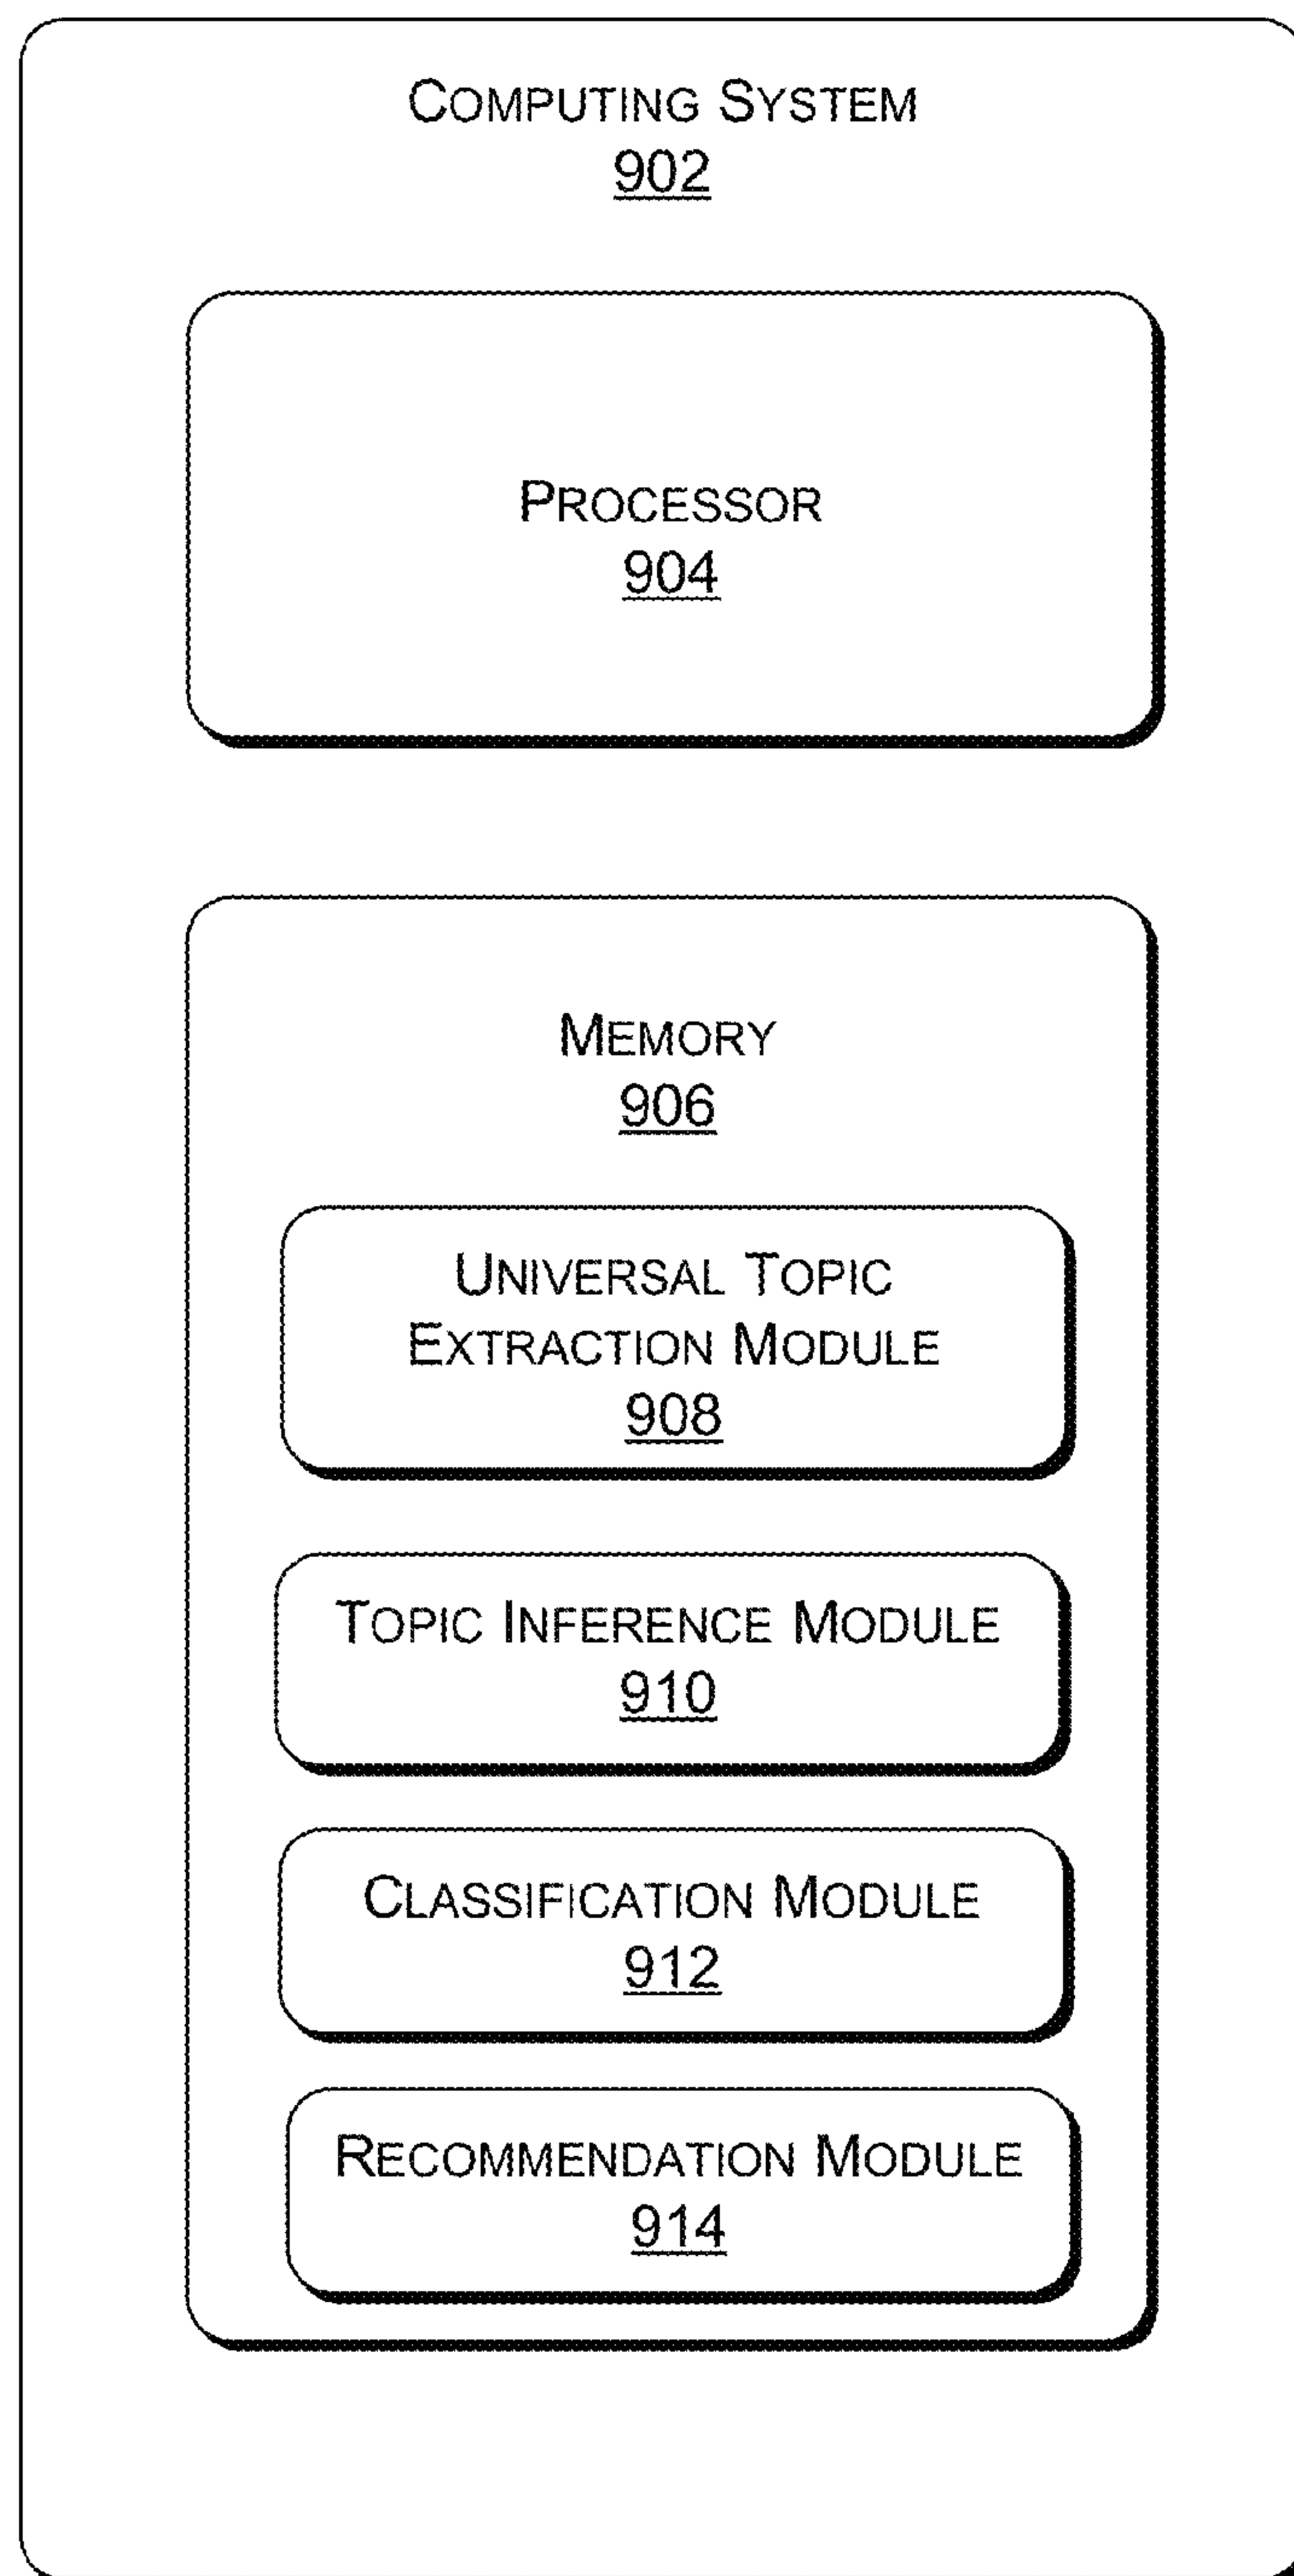 COMPUTING SYSTEM
902
PROCESSOR
904
MEMORY
906
UNIVERSAL TOPIC
EXTRACTION MODULE
908
TOPIC INFERENCE MODULE
910
CLASSIFICATION MODULE
912
RECOMMENDATION MODULE
914